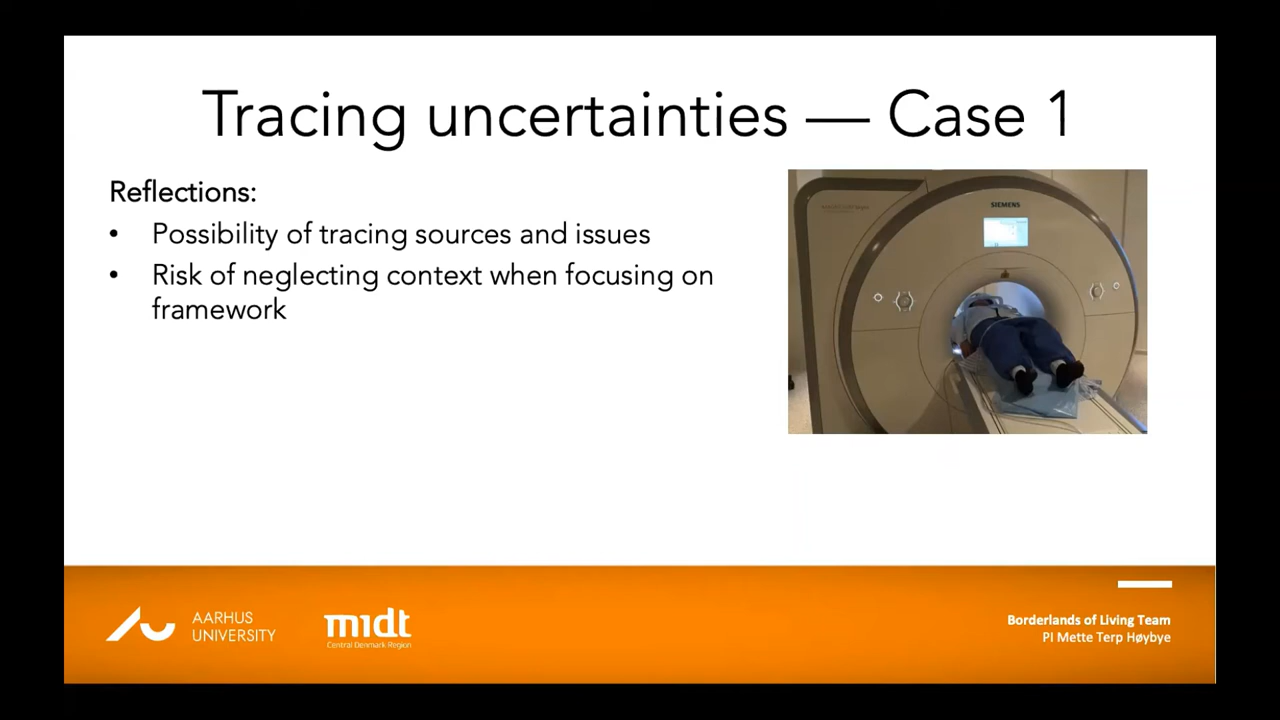 Tracing uncertainties — Case 1
Reflections:
• Possibility of tracing sources and issues
• Risk of neglecting context when focusing on
framework
SIEMENS
AARHUS
UNIVERSITY
midt
Central Denmark Region
Borderlands of Living Team
PI Mette Terp Høybye